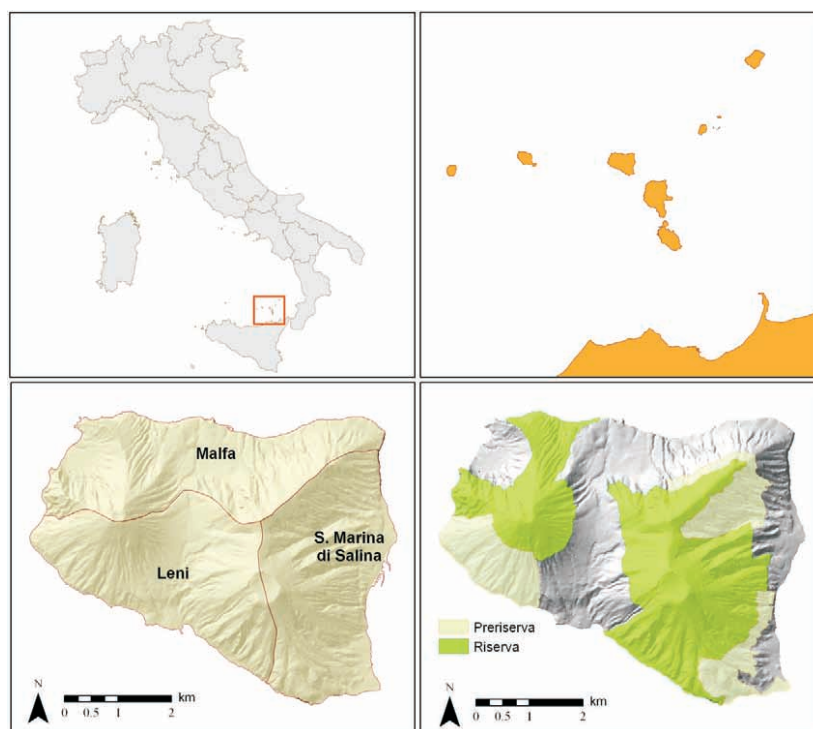 Malfa
S. Marina
di Salina
Leni
N
km
0 0.5 1 2
Preriserva
Riserva
N
km
0 0.5 1 2